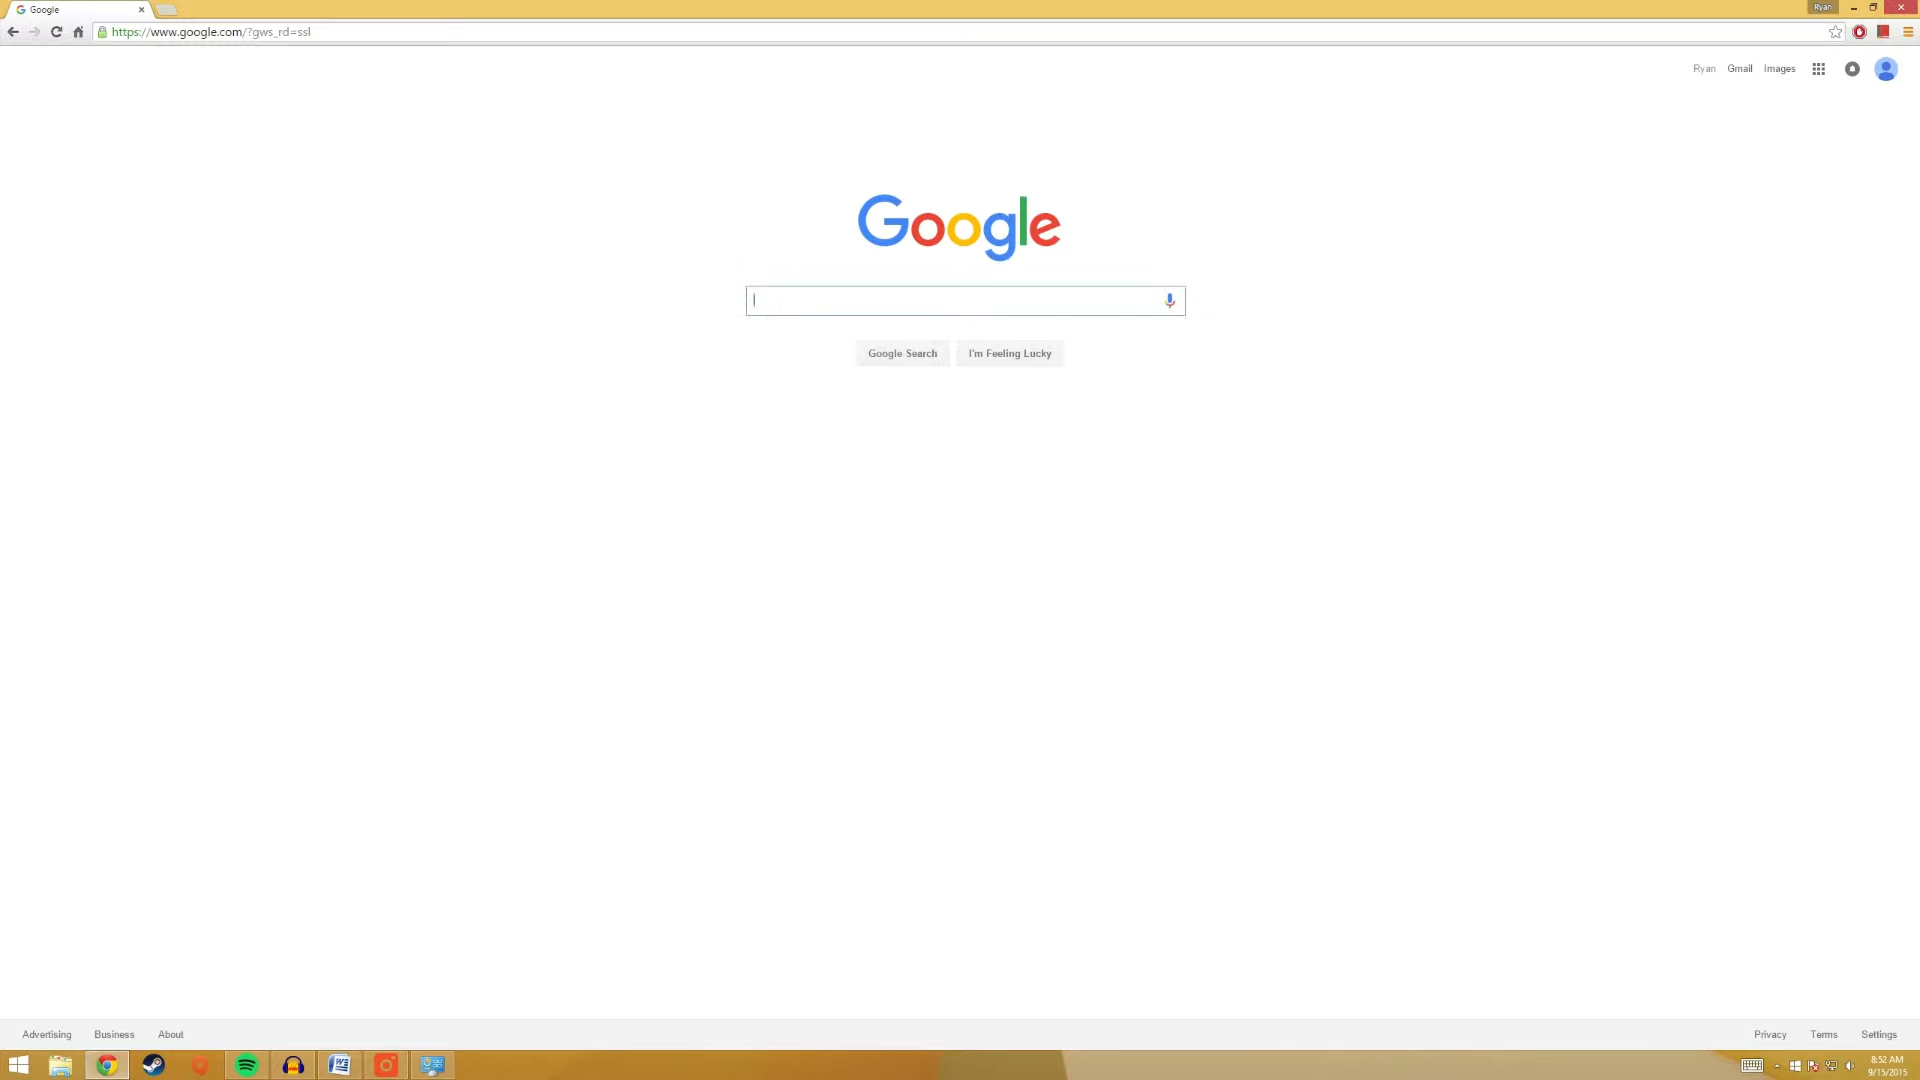 Google
Ryan
https://www.google.com/?gws_rd=ssl
Ryan Gmail Images
Google
Google Search I'm Feeling Lucky
Advertising Business About Privacy Terms Settings
8:52 AM
9/15/2015